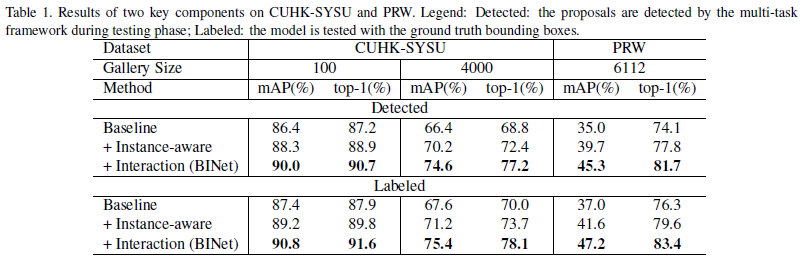 Table 1. Results of two key components on CUHK-SYSU and PRW. Legend: Detected: the proposals are detected by the multi-task
framework during testing phase; Labeled: the model is tested with the ground truth bounding boxes.
Dataset CUHK-SYSU PRW
Gallery Size 100 4000 6112
Method mAP(%) top-1(%) mAP(%) top-1(%) mAP(%) top-1(%)
Detected
Baseline 86.4 87.2 66.4 68.8 35.0 74.1
+ Instance-aware 88.3 88.9 70.2 72.4 39.7 77.8
+ Interaction (BINet) 90.0 90.7 74.6 77.2 45.3 81.7
Labeled
Baseline 87.4 87.9 67.6 70.0 37.0 76.3
+ Instance-aware 89.2 89.8 71.2 73.7 41.6 79.6
+ Interaction (BINet) 90.8 91.6 75.4 78.1 47.2 83.4